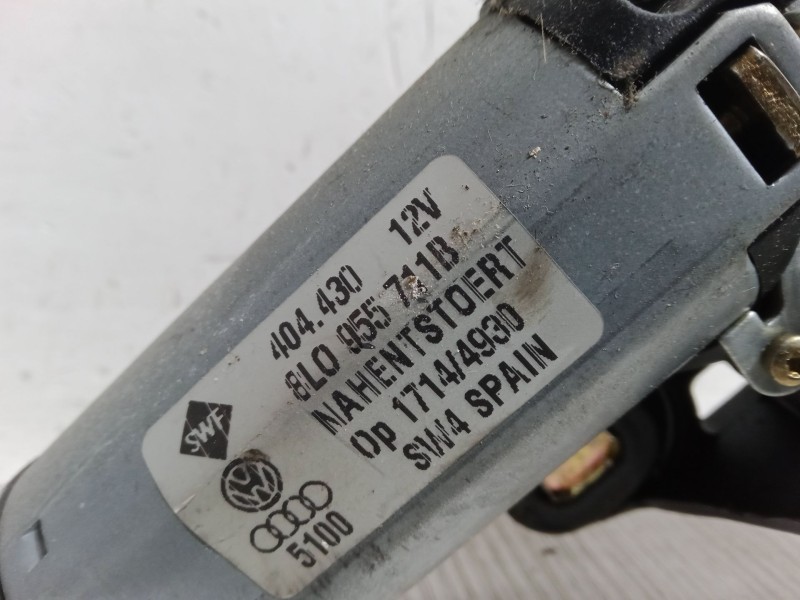 404.430 12V
8L0 955 711B
NAHENTSTOERT
Op 1714/4930
SW4 SPAIN
SWF
5100